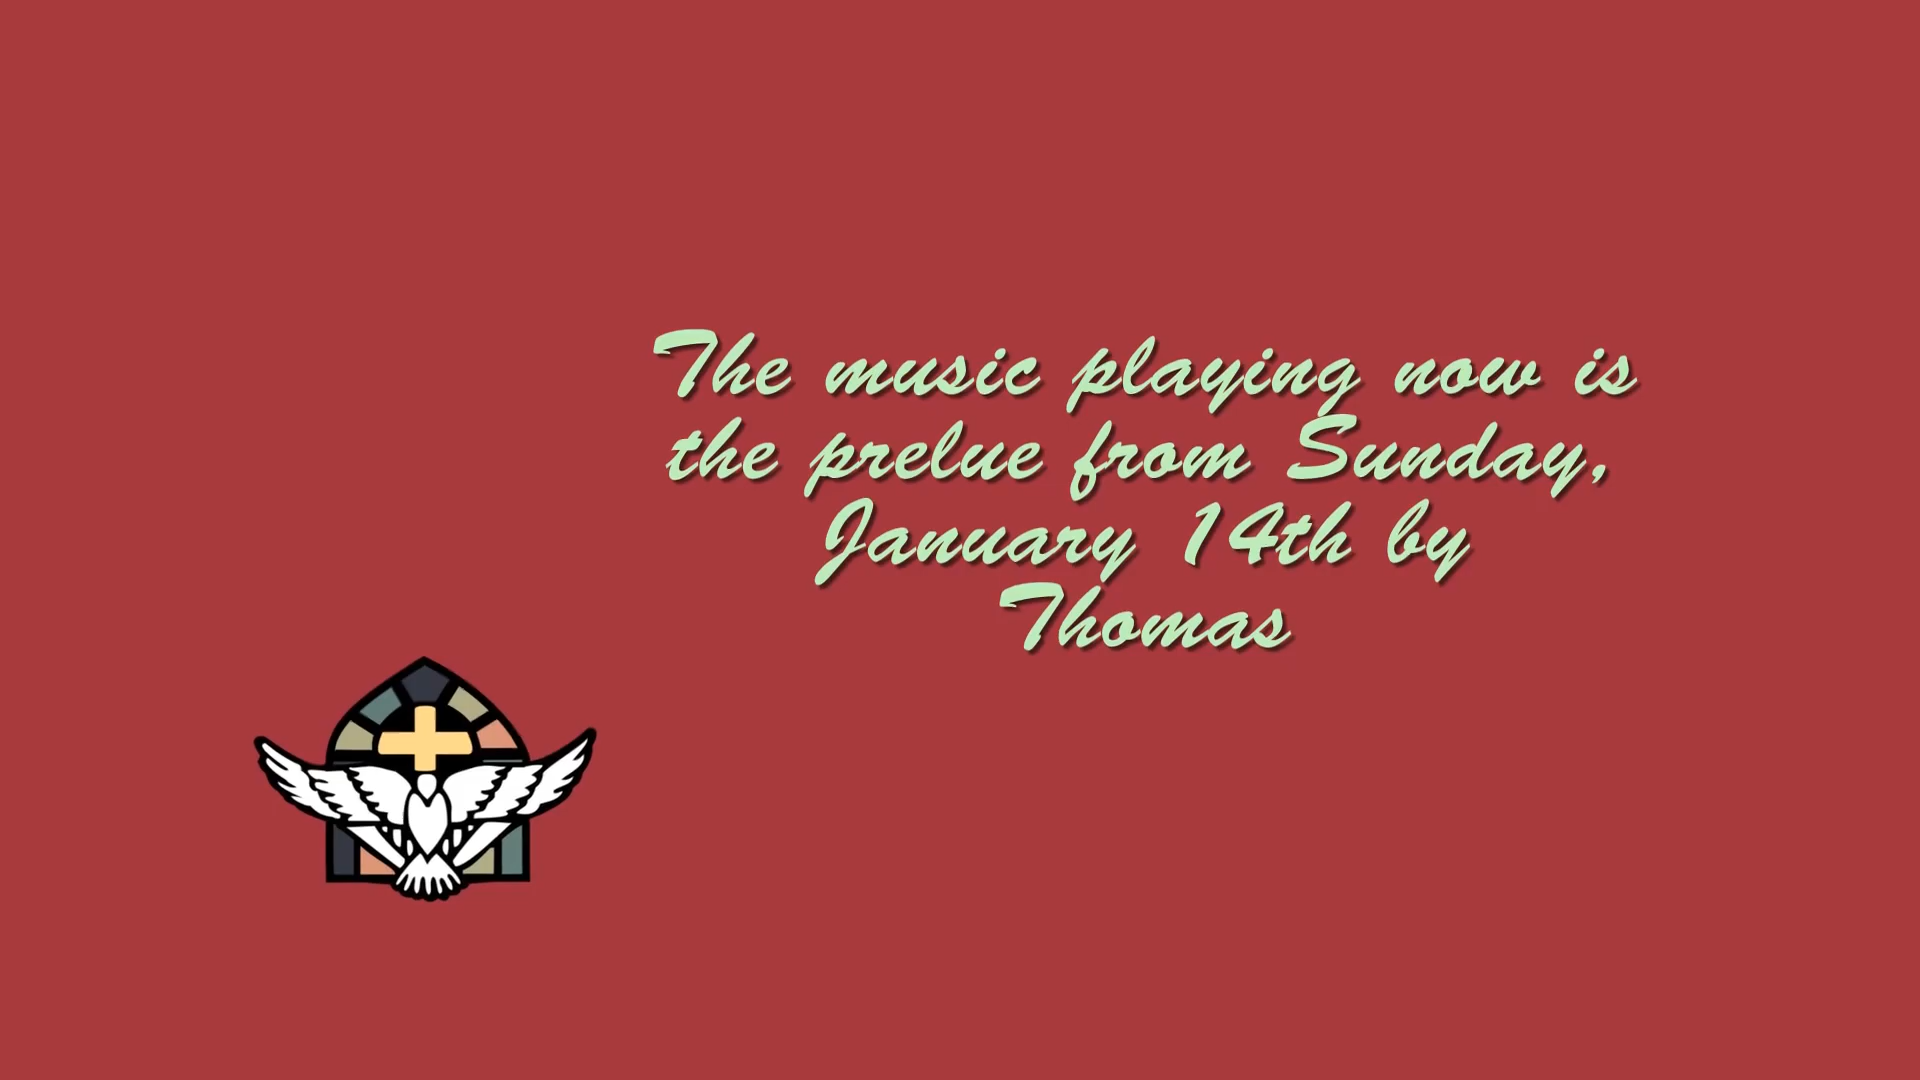 The music playing now is
the prelue from Sunday,
January 14th by
Thomas